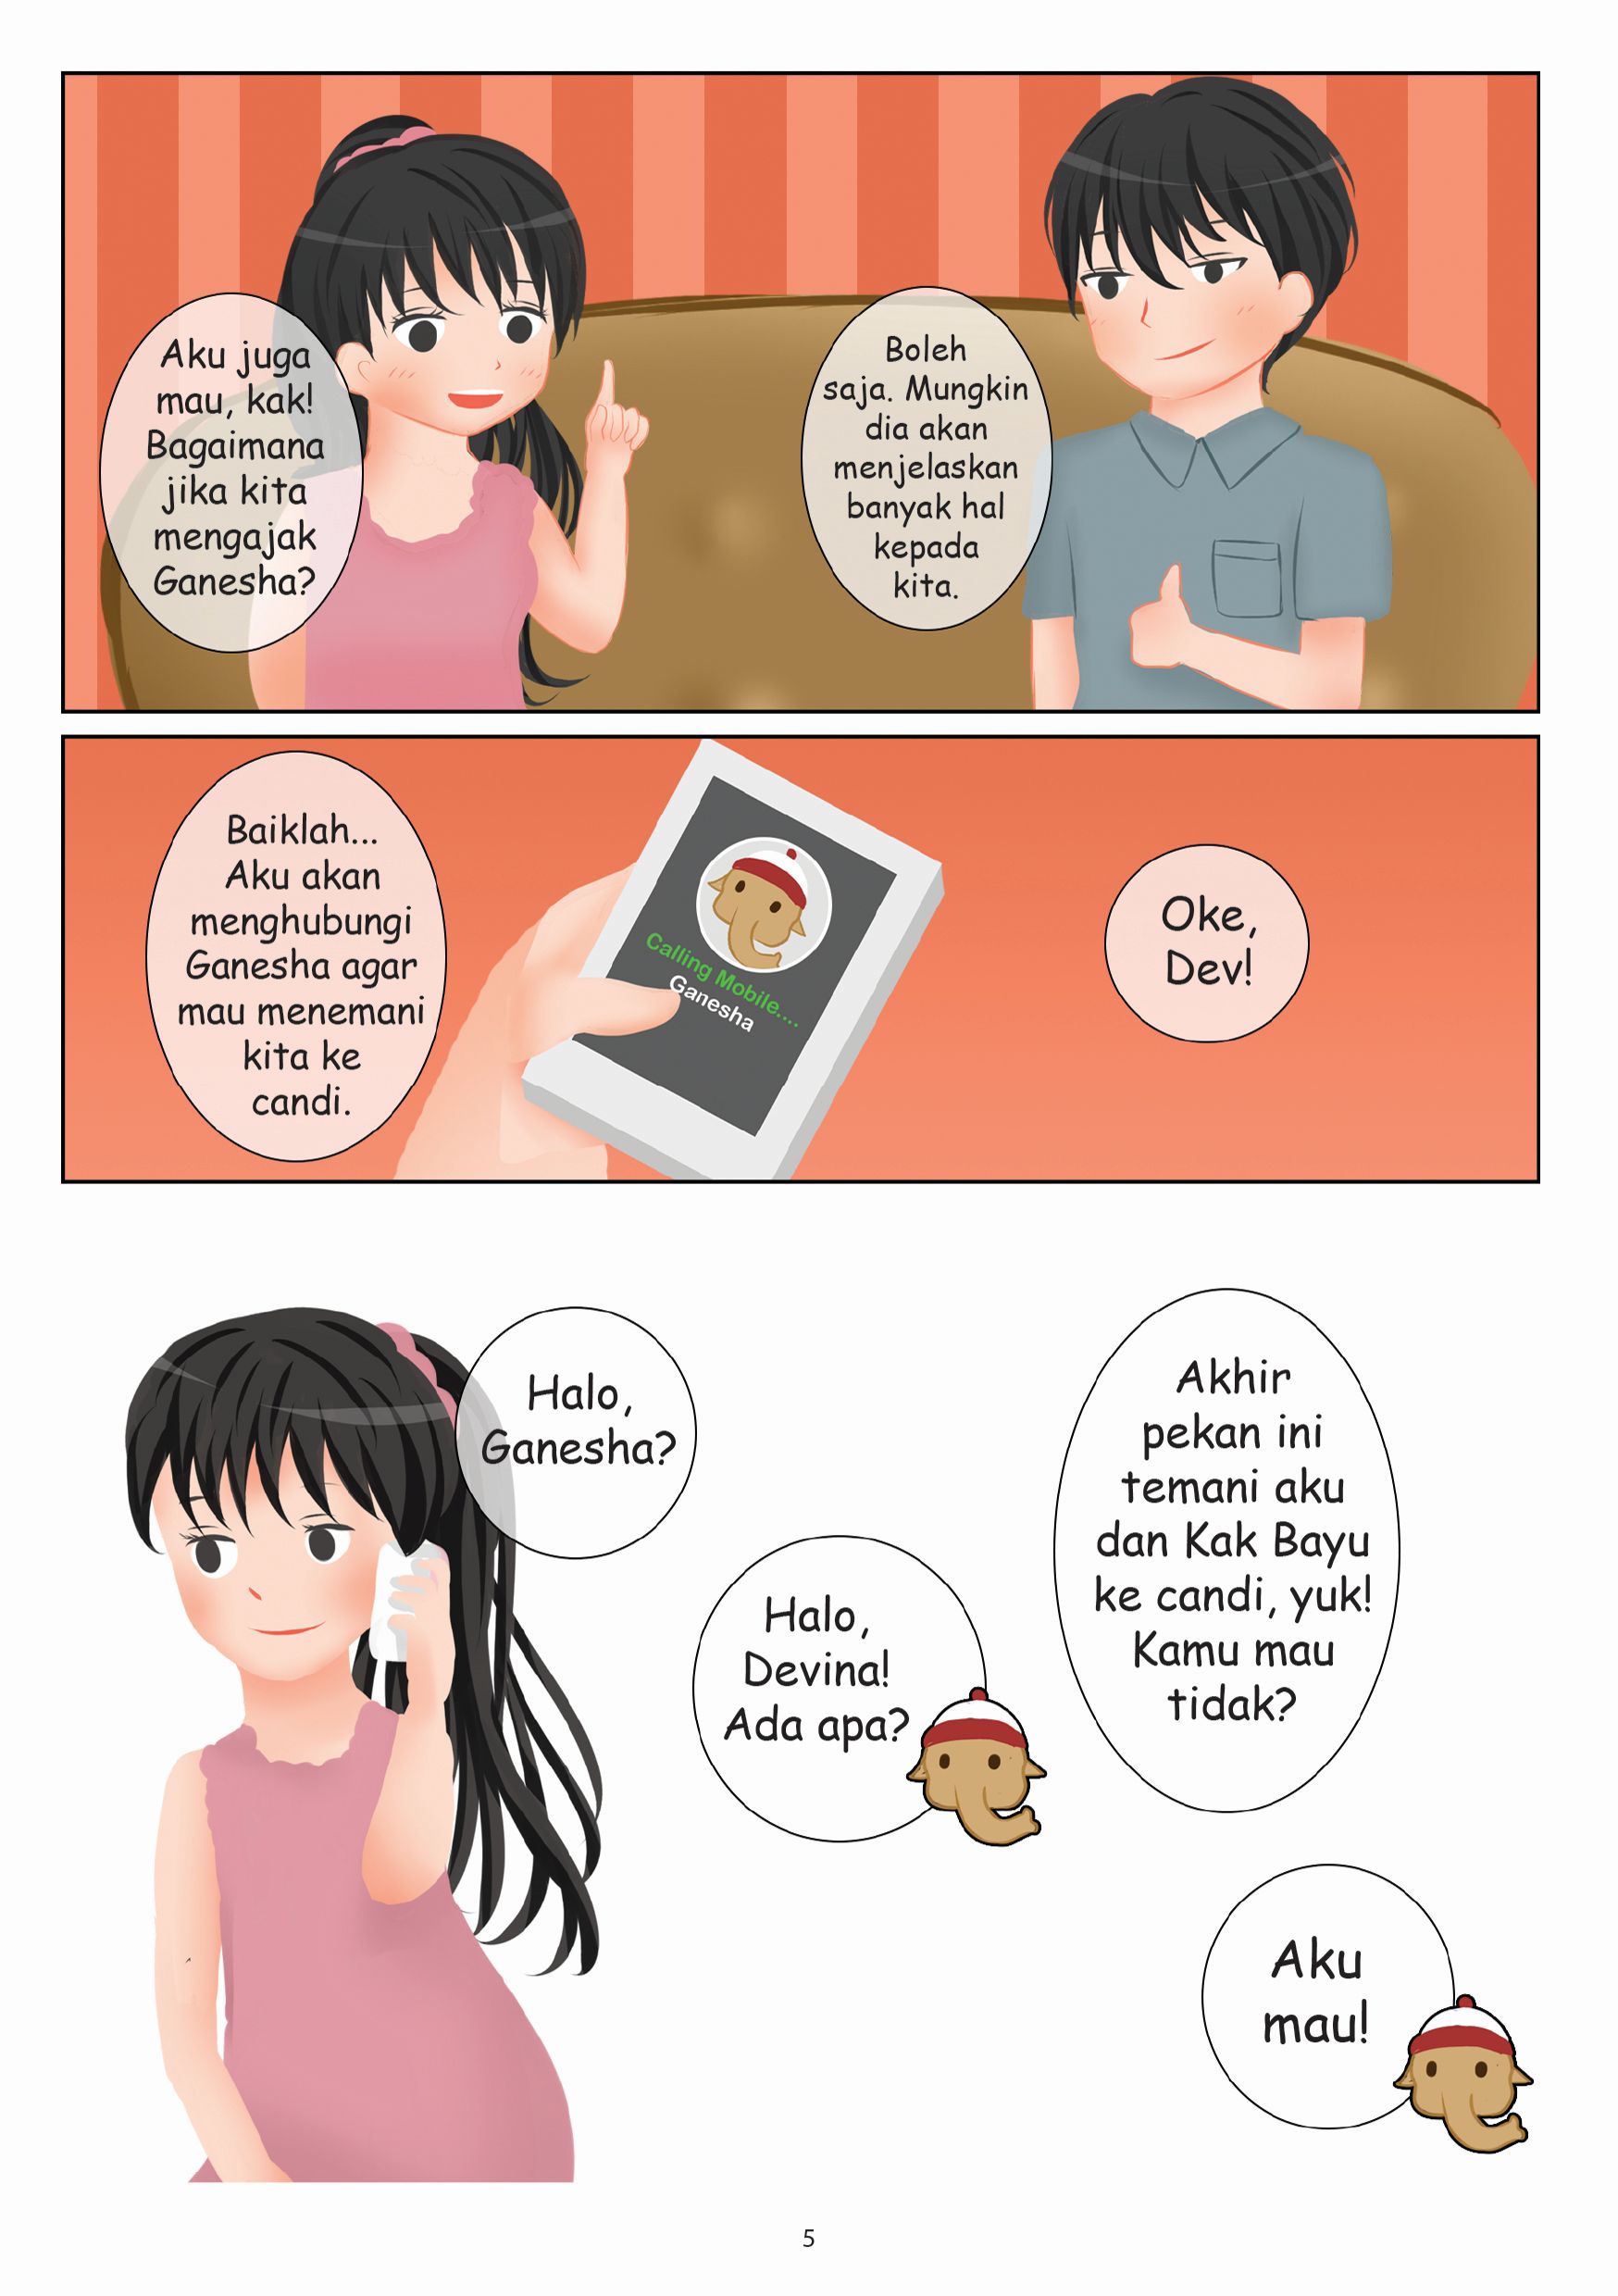 Aku juga
mau, kak!
Bagaimana
jika kita
mengajak
Ganesha?
Boleh
saja. Mungkin
dia akan
menjelaskan
banyak hal
kepada
kita.
Baiklah...
Aku akan
menghubungi
Ganesha agar
mau menemani
kita ke
candi.
Calling Mobile....
Ganesha
Oke,
Dev!
Halo,
Ganesha?
Halo,
Devina!
Ada apa?
Akhir
pekan ini
temani aku
dan Kak Bayu
ke candi, yuk!
Kamu mau
tidak?
Aku
mau!
5